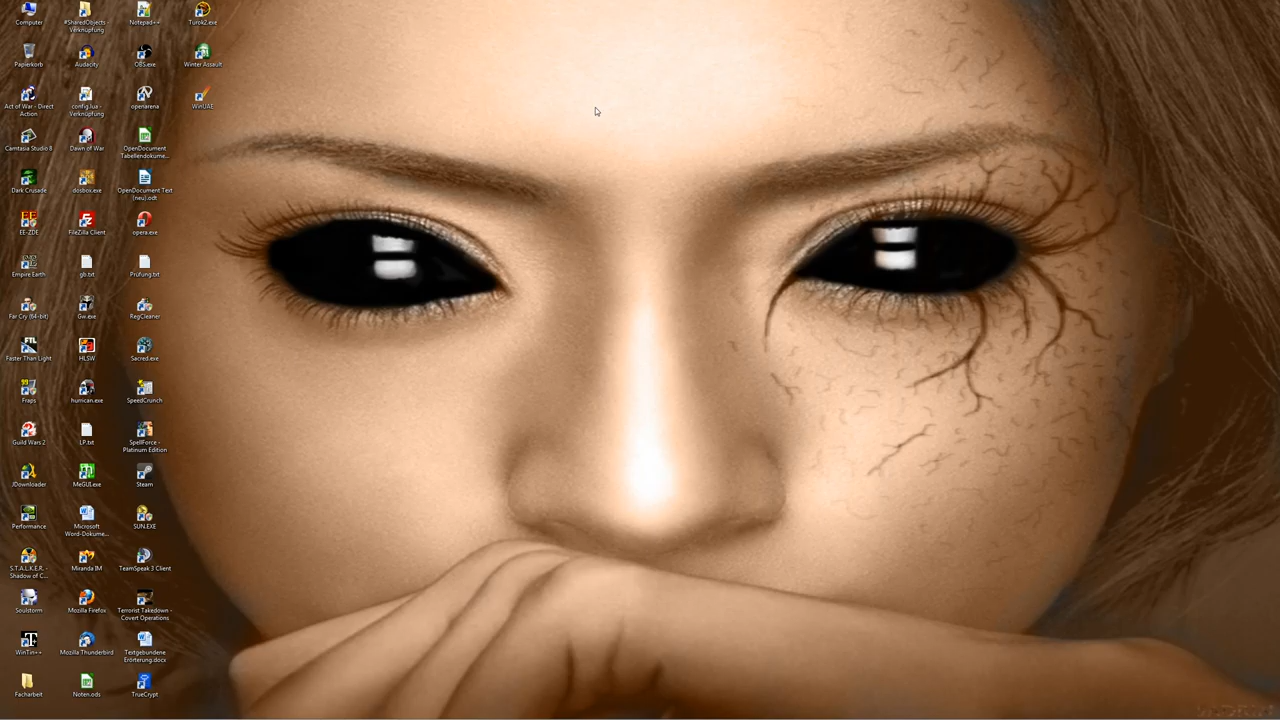 Computer
Papierkorb
Act of War - Direct
Action
Camtasia Studio 8
Dark Crusade
EE-ZDE
Empire Earth
Far Cry (64-bit)
Faster Than Light
Fraps
Guild Wars 2
JDownloader
Performance
S.T.A.L.K.E.R. -
Shadow of C...
Soulstorm
WinTin++
Facharbeit
#SharedObjects -
Verknüpfung
Audacity
config.lua -
Verknüpfung
Dawn of War
dosbox.exe
FileZilla Client
gb.txt
Gw.exe
HLSW
hurrican.exe
LP.txt
MeGUI.exe
Microsoft
Word-Dokume...
Miranda IM
Mozilla Firefox
Mozilla Thunderbird
Noten.ods
Notepad++
OBS.exe
openarena
OpenDocument
Tabellendokume...
OpenDocument Text
(neu).odt
opera.exe
Prüfung.txt
RegCleaner
Sacred.exe
SpeedCrunch
SpellForce -
Platinum Edition
Steam
SUN.EXE
TeamSpeak 3 Client
Terrorist Takedown -
Covert Operations
Textgebundene
Erörterung.docx
TrueCrypt
Turok2.exe
Winter Assault
WinUAE